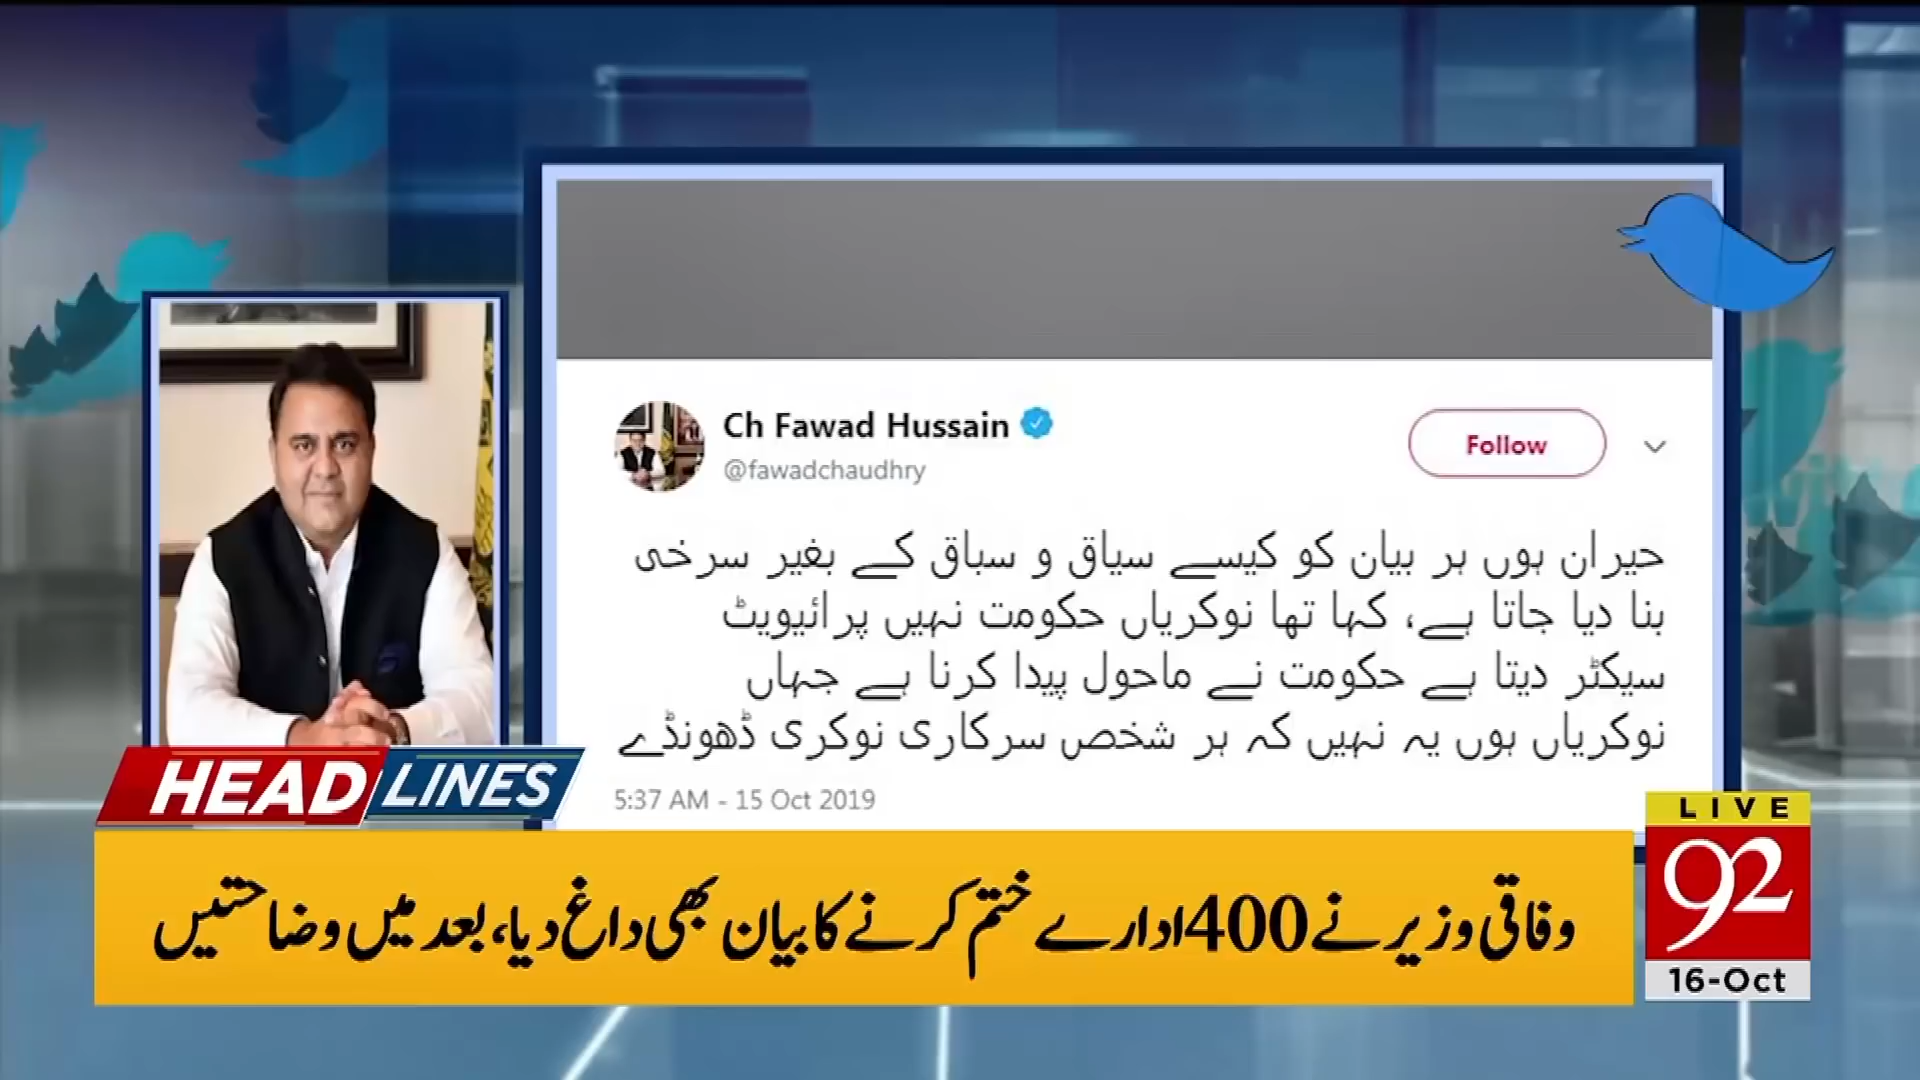 Ch Fawad Hussain
@fawadchaudhry
Follow
حیران ہوں ہر بیان کو کیسے سیاق و سباق کے بغیر سرخی
بنا دیا جاتا ہے، کہا تھا نوکریاں حکومت نہیں پرائیویٹ
سیکٹر دیتا ہے حکومت نے ماحول پیدا کرنا ہے جہاں
نوکریاں ہوں یہ نہیں کہ ہر شخص سرکاری نوکری ڈھونڈے
5:37 AM - 15 Oct 2019
HEADLINES
وفاقی وزیر نے 400 ادارے ختم کرنے کا بیان بھی داغ دیا، بعد میں وضاحتیں
LIVE
92
16-Oct